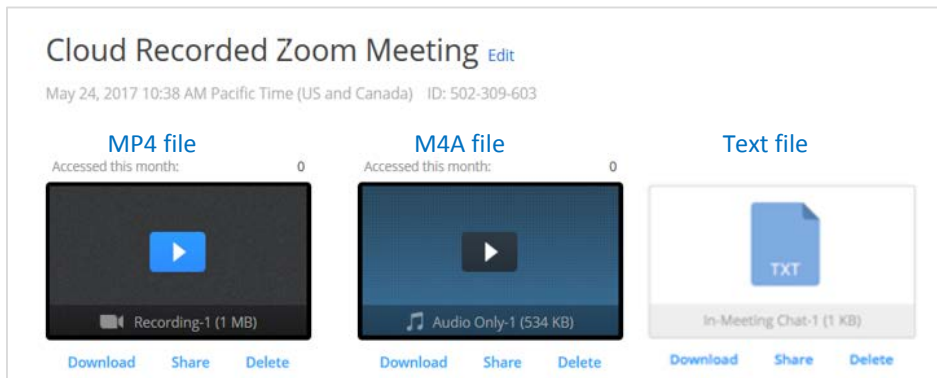 Cloud Recorded Zoom Meeting Edit
May 24, 2017 10:38 AM Pacific Time (US and Canada) ID: 502-309-603
MP4 file M4A file Text file
Accessed this month: 0 Accessed this month: 0
TXT
Recording-1 (1 MB) Audio Only-1 (534 KB) In-Meeting Chat-1 (1 KB)
Download Share Delete Download Share Delete Download Share Delete